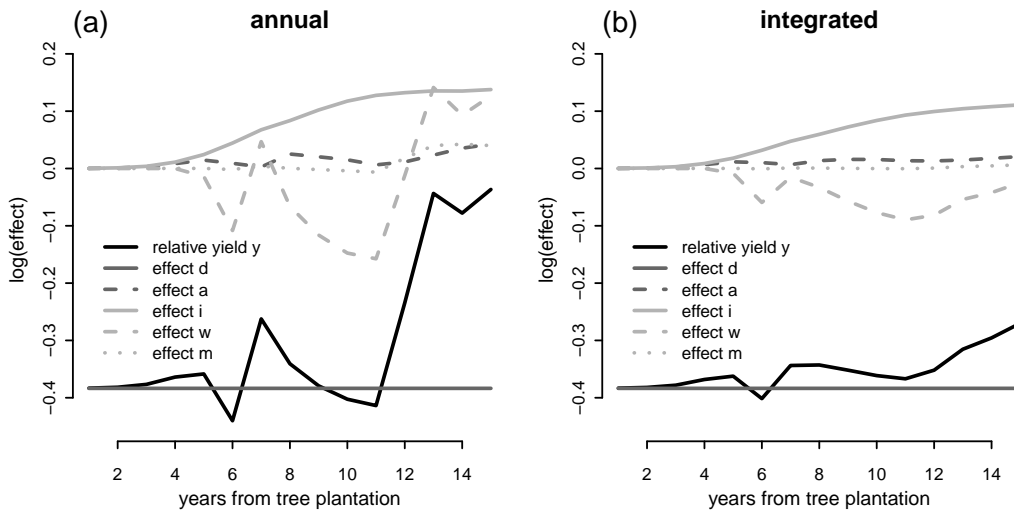 (a)
annual
log(effect)
0.2
0.1
0.0
−0.1
−0.2
−0.3
−0.4
relative yield y
effect d
effect a
effect i
effect w
effect m
2 4 6 8 10 12 14
years from tree plantation
(b)
integrated
log(effect)
0.2
0.1
0.0
−0.1
−0.2
−0.3
−0.4
relative yield y
effect d
effect a
effect i
effect w
effect m
2 4 6 8 10 12 14
years from tree plantation